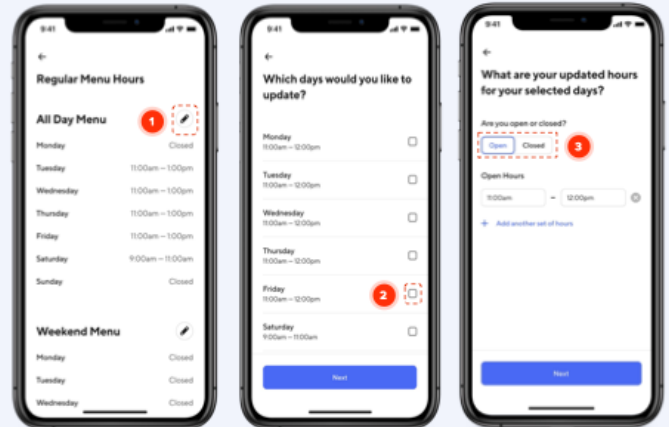 9:41
Regular Menu Hours
All Day Menu
1
Monday Closed
Tuesday 11:00am – 1:00pm
Wednesday 11:00am – 1:00pm
Thursday 11:00am – 1:00pm
Friday 11:00am – 1:00pm
Saturday 9:00am – 11:00am
Sunday Closed
Weekend Menu
Monday Closed
Tuesday Closed
Wednesday Closed
9:41
Which days would you like to
update?
Monday
11:00am – 12:00pm
Tuesday
11:00am – 12:00pm
Wednesday
11:00am – 12:00pm
Thursday
11:00am – 12:00pm
Friday
11:00am – 12:00pm
2
Saturday
9:00am – 11:00am
Next
9:41
What are your updated hours
for your selected days?
Are you open or closed?
Open Closed
3
Open Hours
11:00am – 12:00pm
+ Add another set of hours
Next